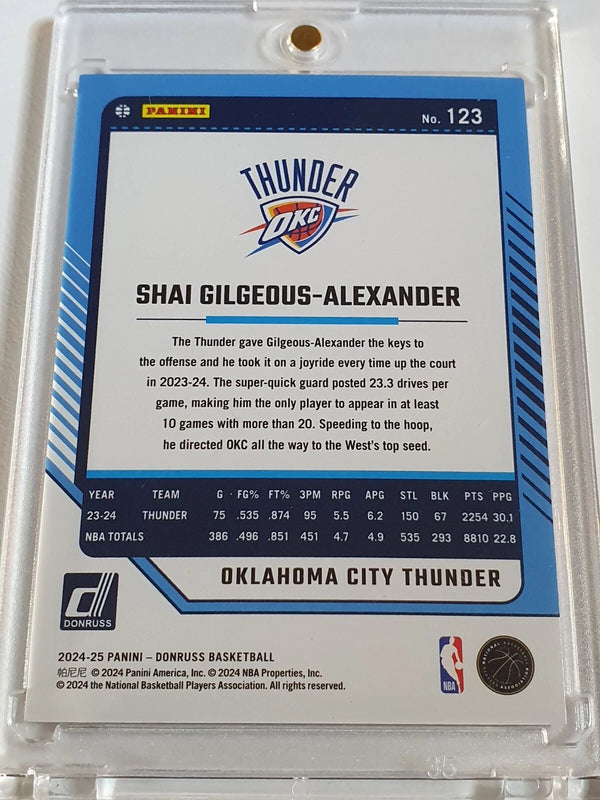 PANINI
No. 123
THUNDER
OKC
SHAI GILGEOUS-ALEXANDER
The Thunder gave Gilgeous-Alexander the keys to
the offense and he took it on a joyride every time up the court
in 2023-24. The super-quick guard posted 23.3 drives per
game, making him the only player to appear in at least
10 games with more than 20. Speeding to the hoop,
he directed OKC all the way to the West's top seed.
YEAR TEAM G FG% FT% 3PM RPG APG STL BLK PTS PPG
23-24 THUNDER 75 .535 .874 95 5.5 6.2 150 67 2254 30.1
NBA TOTALS 386 .496 .851 451 4.7 4.9 535 293 8810 22.8
OKLAHOMA CITY THUNDER
DONRUSS
2024-25 PANINI – DONRUSS BASKETBALL
帕尼尼 © 2024 Panini America, Inc. © 2024 NBA Properties, Inc.
© 2024 the National Basketball Players Association. All rights reserved.
NBA
NATIONAL BASKETBALL PLAYERS ASSOCIATION